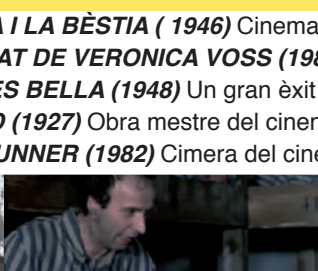 I LA BÈSTIA ( 1946) Cinema
AT DE VERONICA VOSS (198
ES BELLA (1948) Un gran èxit
(1927) Obra mestre del cinem
UNNER (1982) Cimera del cine